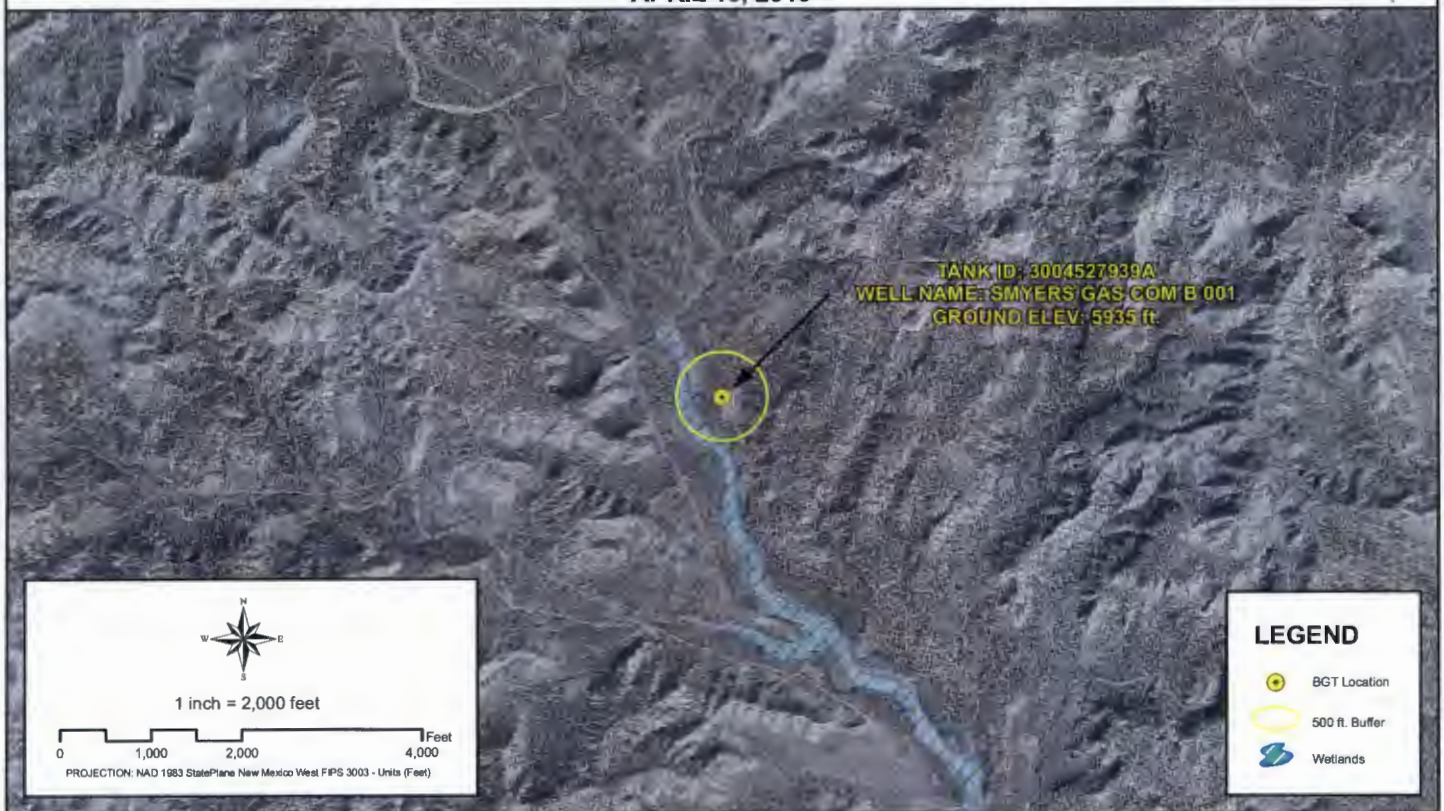 TANK ID: 3004527939A
WELL NAME: SMYERS GAS COM B 001
GROUND ELEV: 5935 ft.
N
W E
S
1 inch = 2,000 feet
Feet
0 1,000 2,000 4,000
PROJECTION: NAD 1983 StatePlane New Mexico West FIPS 3003 - Units (Feet)
LEGEND
BGT Location
500 ft. Buffer
Wetlands